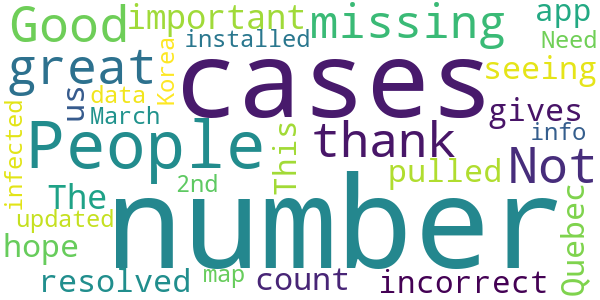 Good important missing app
great us installed Need
data Korea cases seeing
March gives
infected People This thank Not info
The 2nd pulled
updated number Quebec
hope map
resolved count incorrect